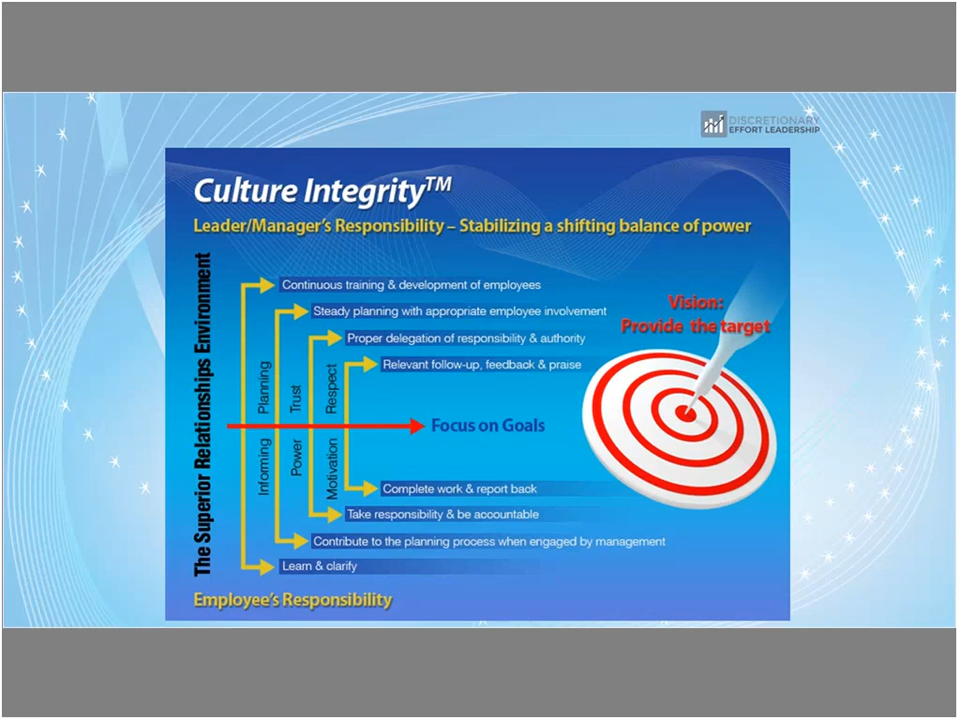 DISCRETIONARY
EFFORT LEADERSHIP
Culture Integrity™
Leader/Manager's Responsibility – Stabilizing a shifting balance of power
The Superior Relationships Environment
Continuous training & development of employees
Steady planning with appropriate employee involvement
Proper delegation of responsibility & authority
Relevant follow-up, feedback & praise
Vision:
Provide the target
Planning
Trust
Respect
Focus on Goals
Informing
Power
Motivation
Complete work & report back
Take responsibility & be accountable
Contribute to the planning process when engaged by management
Learn & clarify
Employee's Responsibility